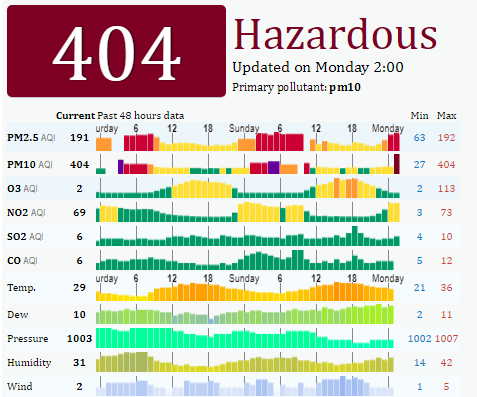 404
Hazardous
Updated on Monday 2:00
Primary pollutant: pm10
Current Past 48 hours data Min Max
urday 6 12 18 Sunday 6 12 18 Monday
PM2.5 AQI 191 63 192
PM10 AQI 404 27 404
O3 AQI 2 2 113
NO2 AQI 69 3 73
SO2 AQI 6 4 10
CO AQI 6 5 12
urday 6 12 18 Sunday 6 12 18 Monday
Temp. 29 21 36
Dew 10 2 11
Pressure 1003 1002 1007
Humidity 31 14 42
Wind 2 1 5